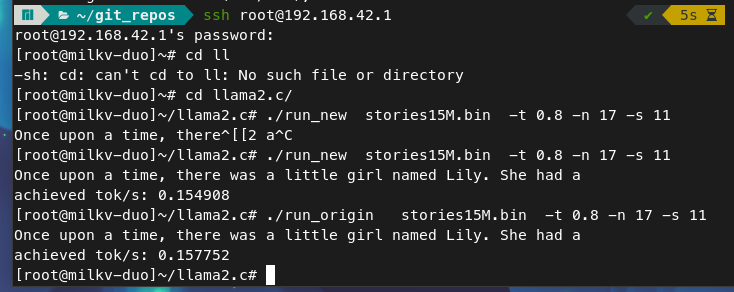 ~/git_repos ssh root@192.168.42.1 ✔ 5s
root@192.168.42.1's password:
[root@milkv-duo]~# cd ll
-sh: cd: can't cd to ll: No such file or directory
[root@milkv-duo]~# cd llama2.c/
[root@milkv-duo]~/llama2.c# ./run_new  stories15M.bin  -t 0.8 -n 17 -s 11
Once upon a time, there^[[2 a^C
[root@milkv-duo]~/llama2.c# ./run_new  stories15M.bin  -t 0.8 -n 17 -s 11
Once upon a time, there was a little girl named Lily. She had a
achieved tok/s: 0.154908
[root@milkv-duo]~/llama2.c# ./run_origin   stories15M.bin  -t 0.8 -n 17 -s 11
Once upon a time, there was a little girl named Lily. She had a
achieved tok/s: 0.157752
[root@milkv-duo]~/llama2.c#